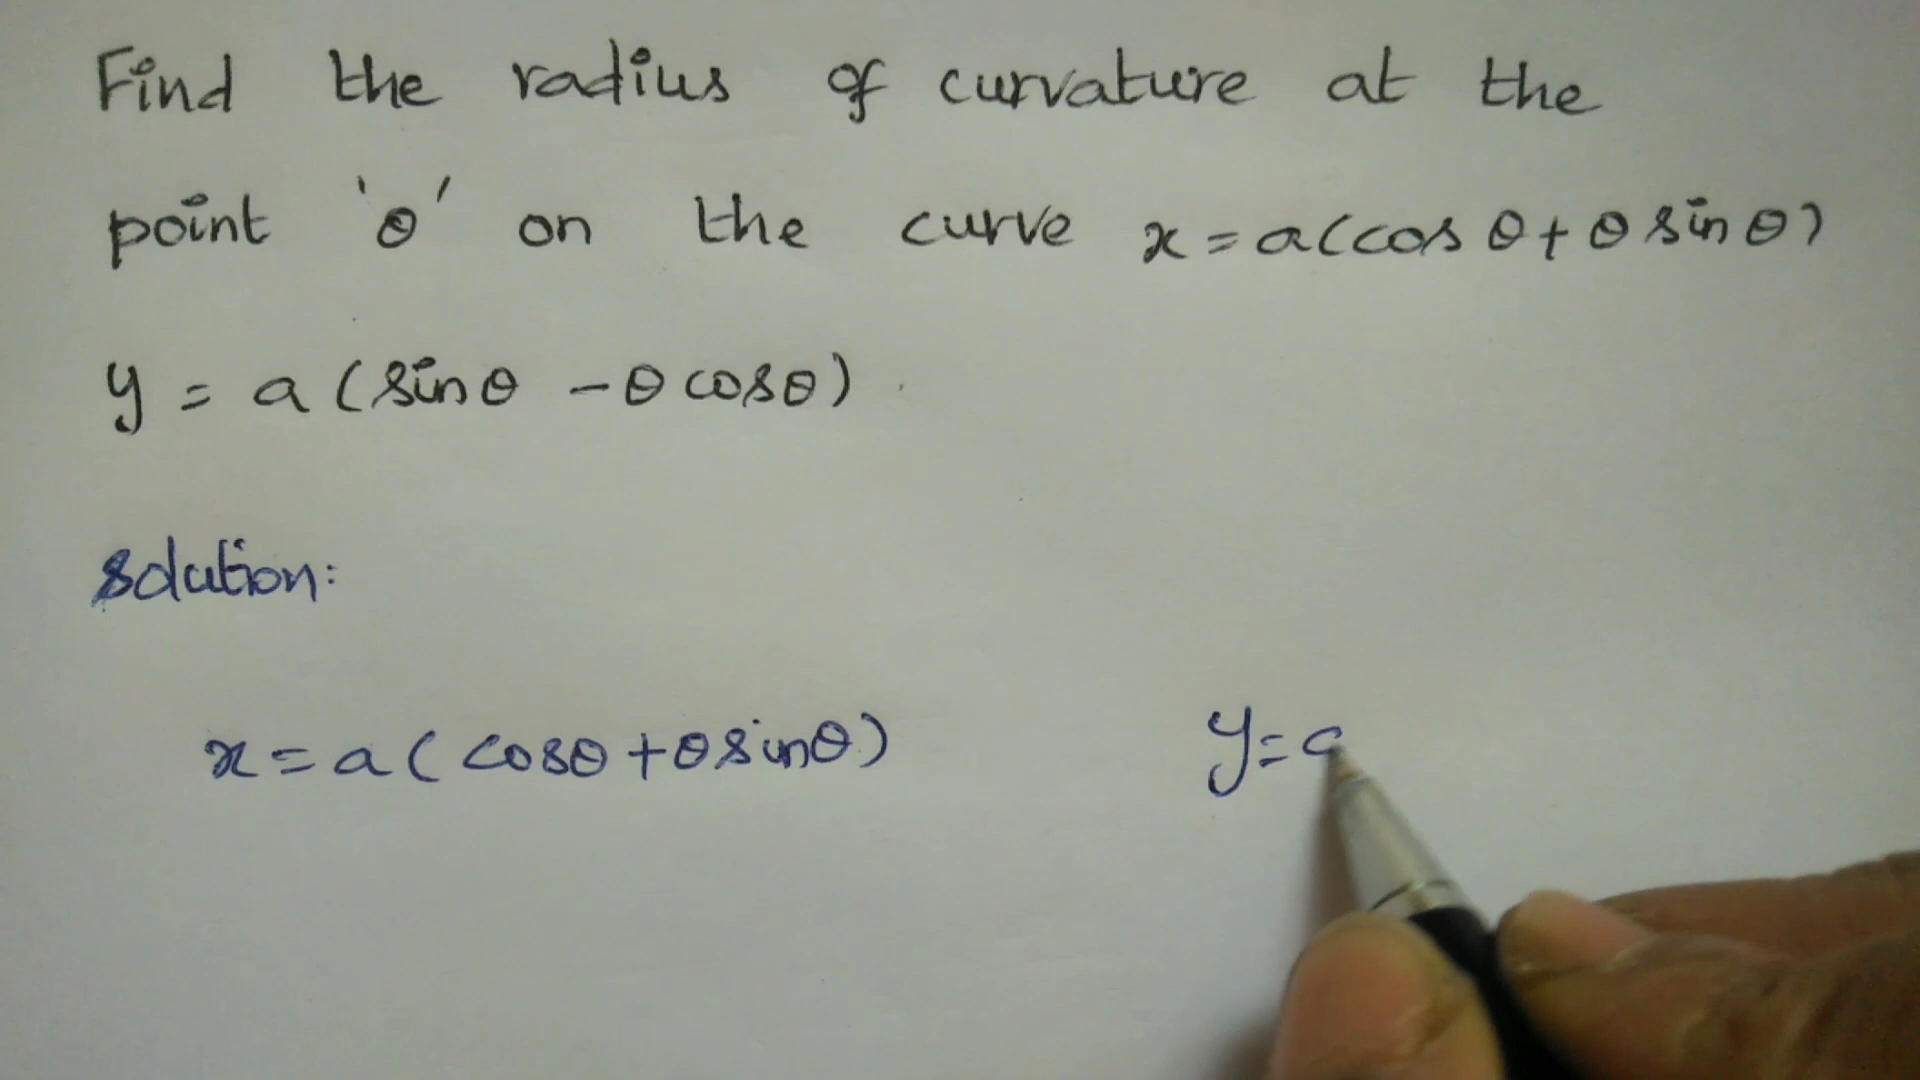 Find the radius of curvature at the
point 'θ' on the curve x = a(cos θ + θ sin θ)
y = a (sin θ - θ cos θ)
Solution:
x = a ( cos θ + θ sin θ) y = a